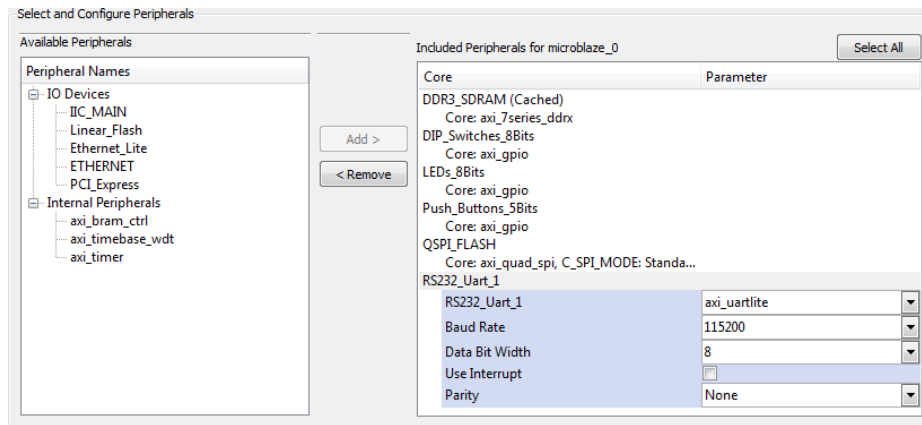 Select and Configure Peripherals
Available Peripherals
Included Peripherals for microblaze_0
Select All
Peripheral Names
IO Devices
IIC_MAIN
Linear_Flash
Ethernet_Lite
ETHERNET
PCI_Express
Internal Peripherals
axi_bram_ctrl
axi_timebase_wdt
axi_timer
Add >
< Remove
Core Parameter
DDR3_SDRAM (Cached)
Core: axi_7series_ddrx
DIP_Switches_8Bits
Core: axi_gpio
LEDs_8Bits
Core: axi_gpio
Push_Buttons_5Bits
Core: axi_gpio
QSPI_FLASH
Core: axi_quad_spi, C_SPI_MODE: Standa...
RS232_Uart_1
RS232_Uart_1 axi_uartlite
Baud Rate 115200
Data Bit Width 8
Use Interrupt
Parity None